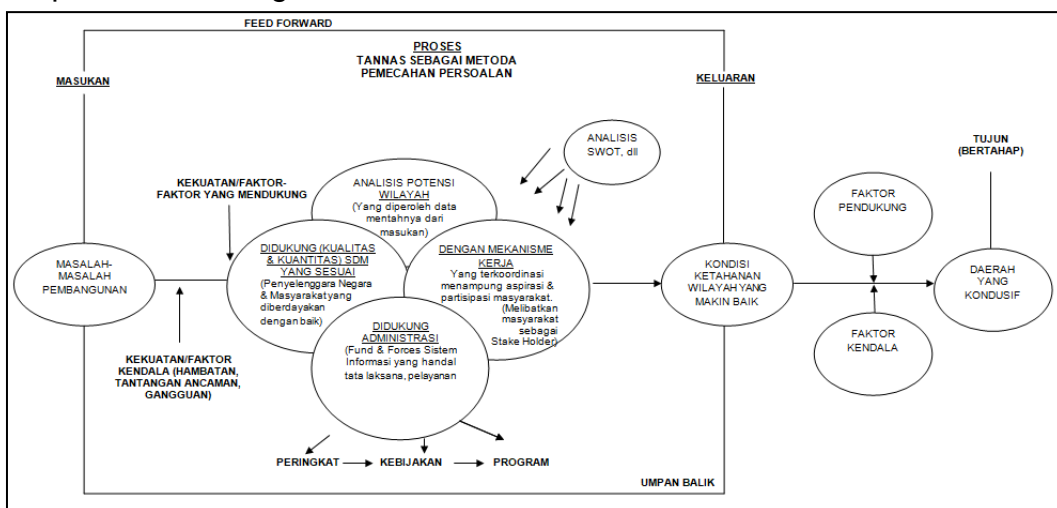 FEED FORWARD
PROSES
TANNAS SEBAGAI METODA
PEMECAHAN PERSOALAN
MASUKAN
KELUARAN
ANALISIS
SWOT, dll
TUJUN
(BERTAHAP)
KEKUATAN/FAKTOR-
FAKTOR YANG MENDUKUNG
ANALISIS POTENSI
WILAYAH
(Yang diperoleh data
mentahnya dari
masukan)
FAKTOR
PENDUKUNG
MASALAH-
MASALAH
PEMBANGUNAN
DIDUKUNG (KUALITAS
& KUANTITAS) SDM
YANG SESUAI
(Penyelenggara Negara
& Masyarakat yang
diberdayakan
dengan baik)
DENGAN MEKANISME
KERJA
Yang terkoordinasi
menampung aspirasi &
partisipasi masyarakat.
(Melibatkan
masyarakat
sebagai
Stake Holder)
KONDISI
KETAHANAN
WILAYAH YANG
MAKIN BAIK
DAERAH
YANG
KONDUSIF
DIDUKUNG
ADMINISTRASI
(Fund & Forces Sistem
Informasi yang handal
tata laksana, pelayanan
FAKTOR
KENDALA
KEKUATAN/FAKTOR
KENDALA (HAMBATAN,
TANTANGAN ANCAMAN,
GANGGUAN)
PERINGKAT
KEBIJAKAN
PROGRAM
UMPAN BALIK